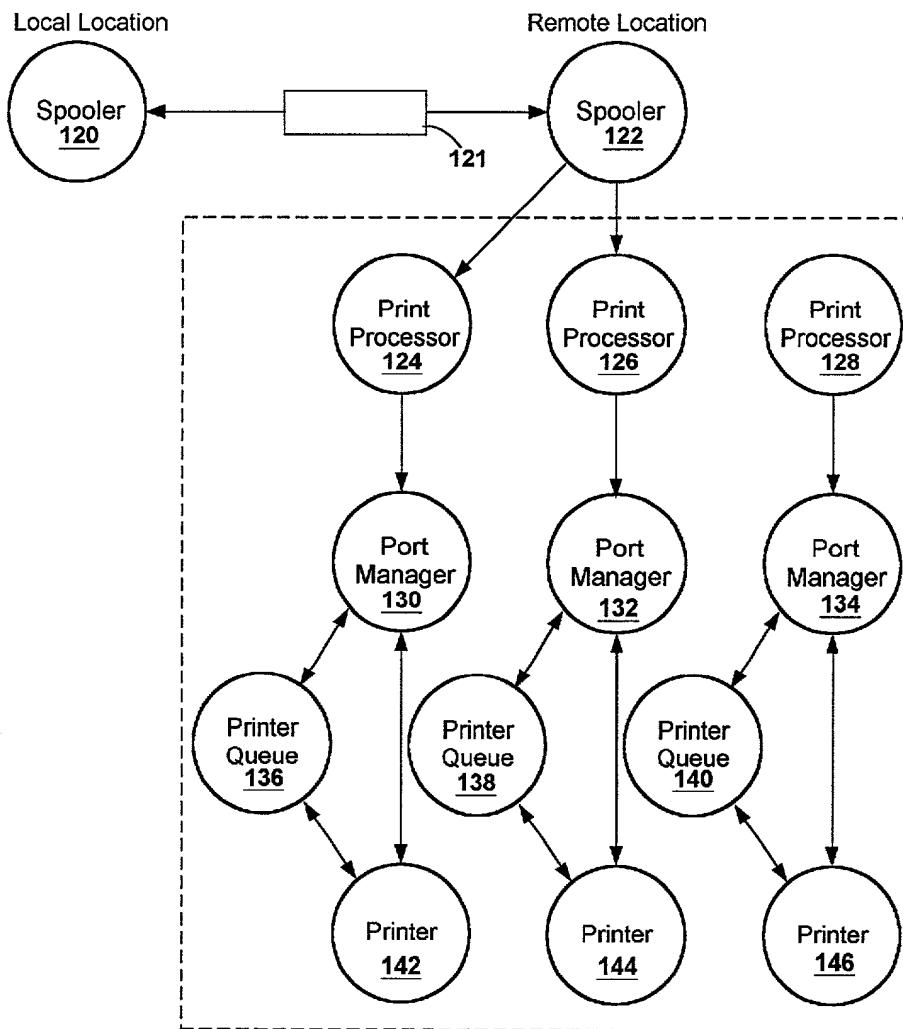 Local Location
Remote Location
Spooler
120
121
Spooler
122
Print
Processor
124
Print
Processor
126
Print
Processor
128
Port
Manager
130
Port
Manager
132
Port
Manager
134
Printer
Queue
136
Printer
Queue
138
Printer
Queue
140
Printer
142
Printer
144
Printer
146